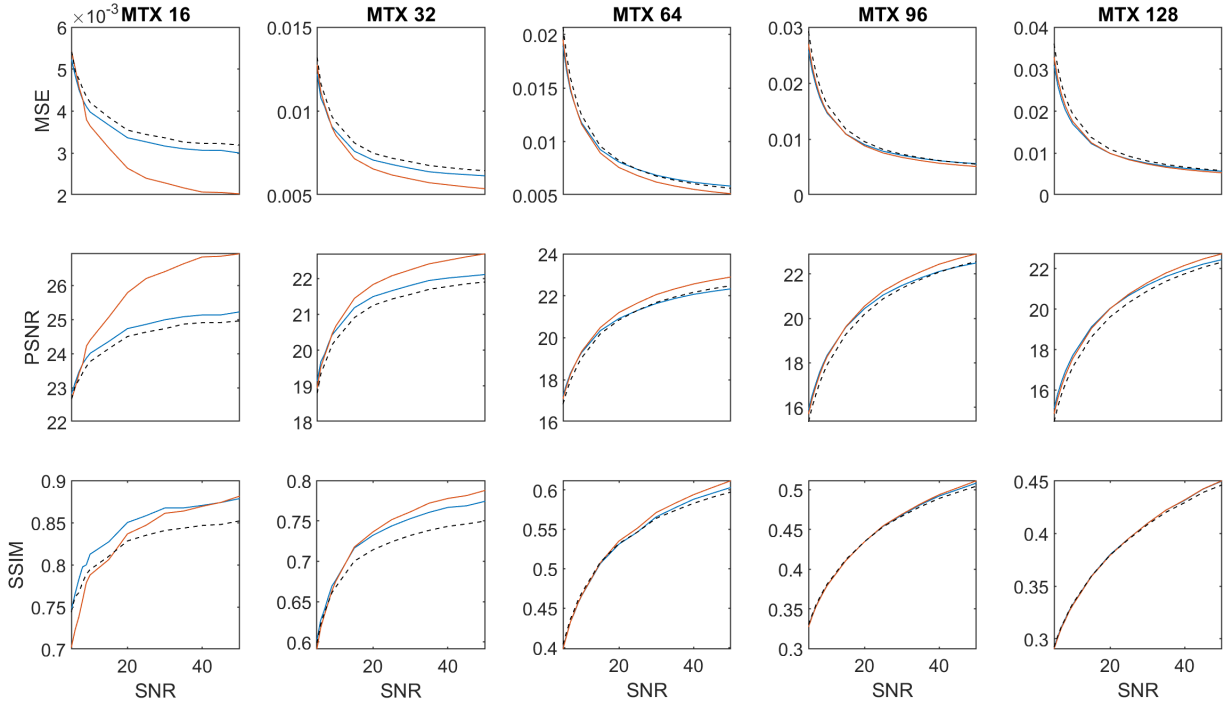 ×10⁻³ MTX 16 MTX 32 MTX 64 MTX 96 MTX 128
6 0.015 0.02 0.03 0.04
5 0.03
0.015 0.02
4 0.01 0.02
MSE
3 0.01 0.01 0.01
2 0.005 0.005 0 0
26 22 24 22 22
25 21 22 20 20
24 20 20 18 18
PSNR
23 19 18 16 16
22 18 16
0.9 0.8 0.6 0.5 0.45
0.85 0.75 0.55 0.45 0.4
0.8 0.7 0.5 0.4 0.35
SSIM
0.75 0.65 0.45 0.35 0.3
0.7 0.6 0.4 0.3
20 40 20 40 20 40 20 40 20 40
SNR SNR SNR SNR SNR